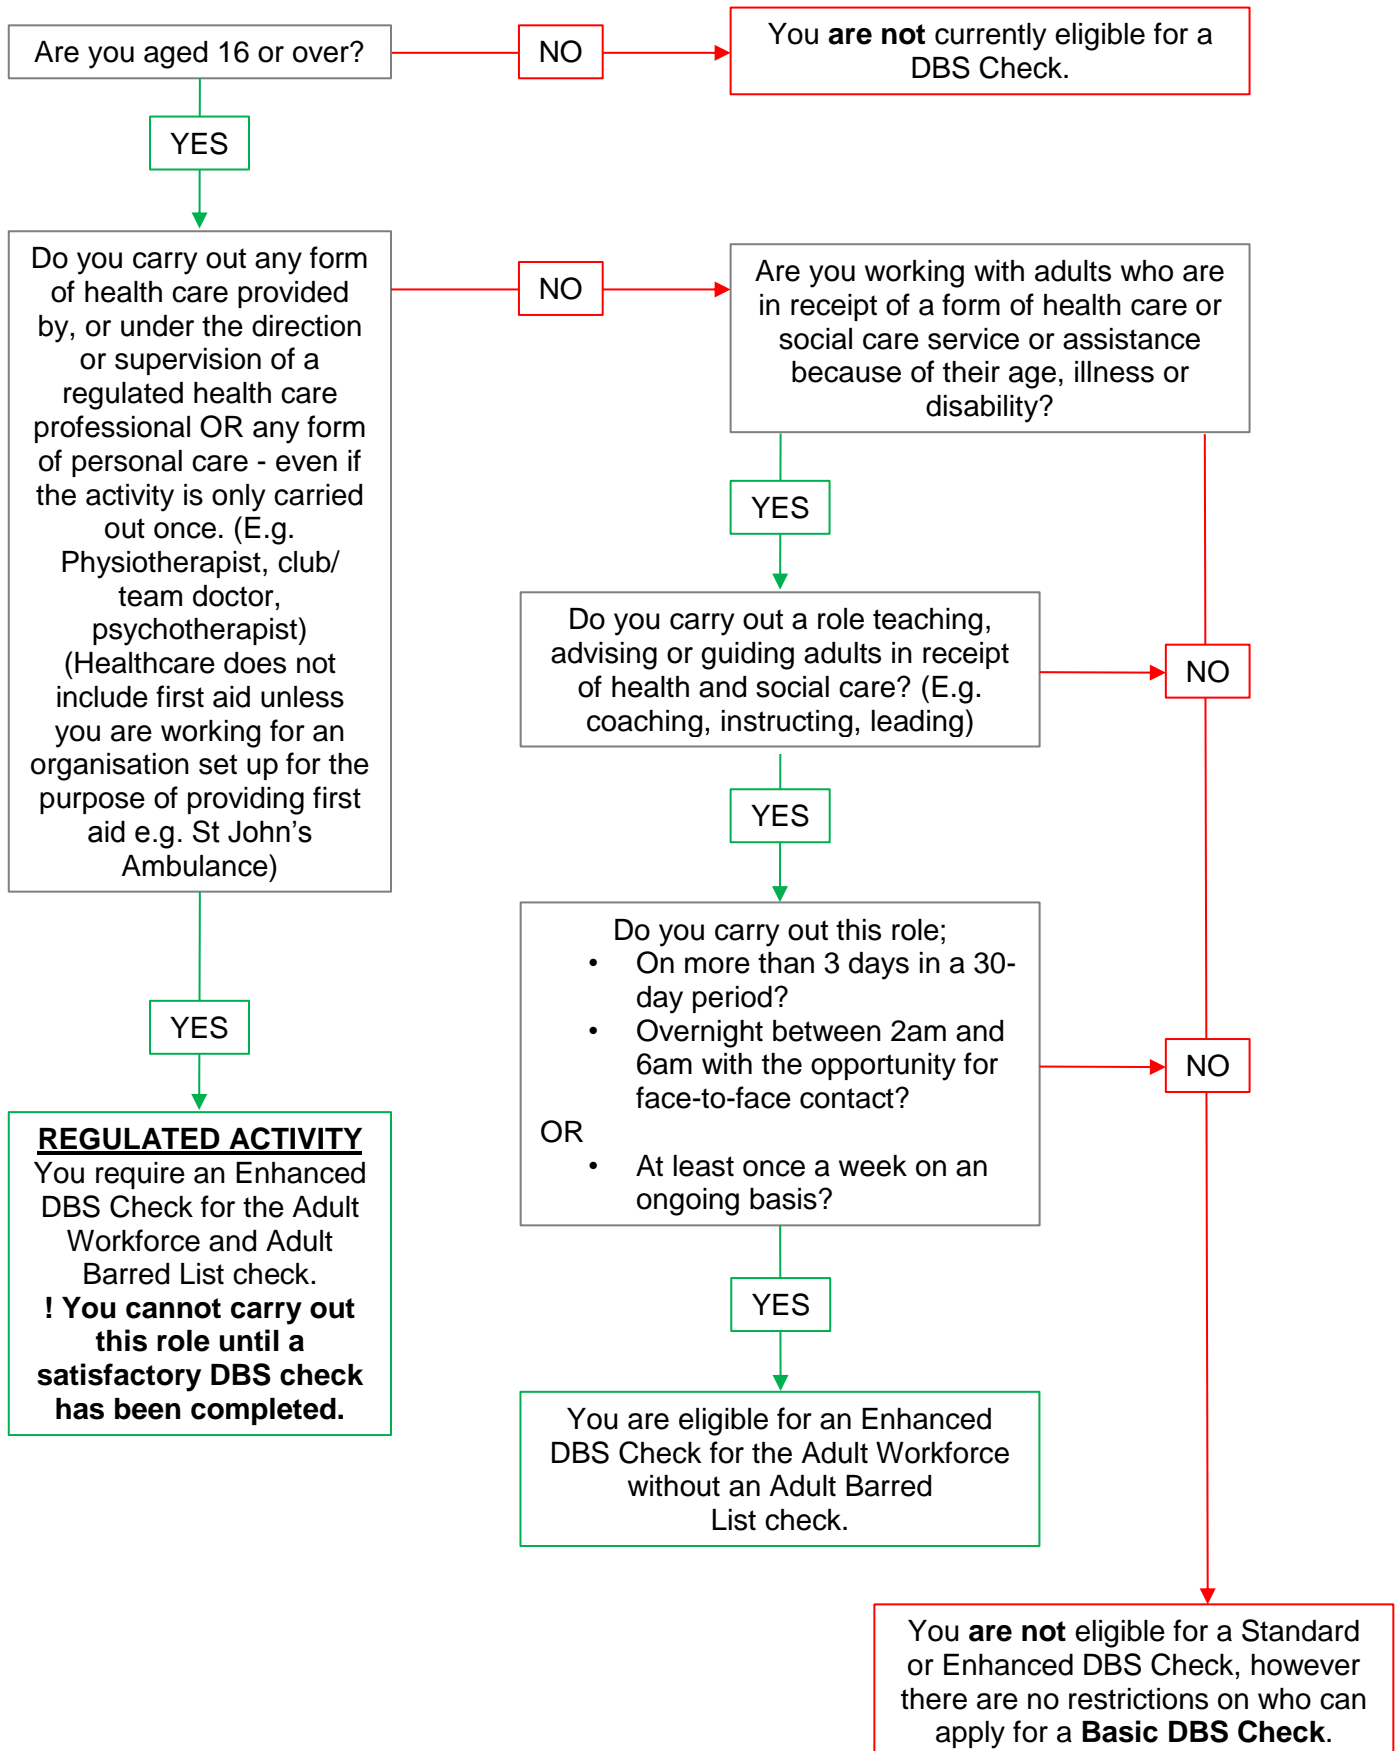 Are you aged 16 or over?
NO
You are not currently eligible for a
DBS Check.
YES
Do you carry out any form
of health care provided
by, or under the direction
or supervision of a
regulated health care
professional OR any form
of personal care - even if
the activity is only carried
out once. (E.g.
Physiotherapist, club/
team doctor,
psychotherapist)
(Healthcare does not
include first aid unless
you are working for an
organisation set up for the
purpose of providing first
aid e.g. St John’s
Ambulance)
NO
Are you working with adults who are
in receipt of a form of health care or
social care service or assistance
because of their age, illness or
disability?
YES
Do you carry out a role teaching,
advising or guiding adults in receipt
of health and social care? (E.g.
coaching, instructing, leading)
NO
YES
Do you carry out this role;
• On more than 3 days in a 30-
day period?
• Overnight between 2am and
6am with the opportunity for
face-to-face contact?
OR
• At least once a week on an
ongoing basis?
NO
YES
REGULATED ACTIVITY
You require an Enhanced
DBS Check for the Adult
Workforce and Adult
Barred List check.
! You cannot carry out
this role until a
satisfactory DBS check
has been completed.
YES
You are eligible for an Enhanced
DBS Check for the Adult Workforce
without an Adult Barred
List check.
You are not eligible for a Standard
or Enhanced DBS Check, however
there are no restrictions on who can
apply for a Basic DBS Check.